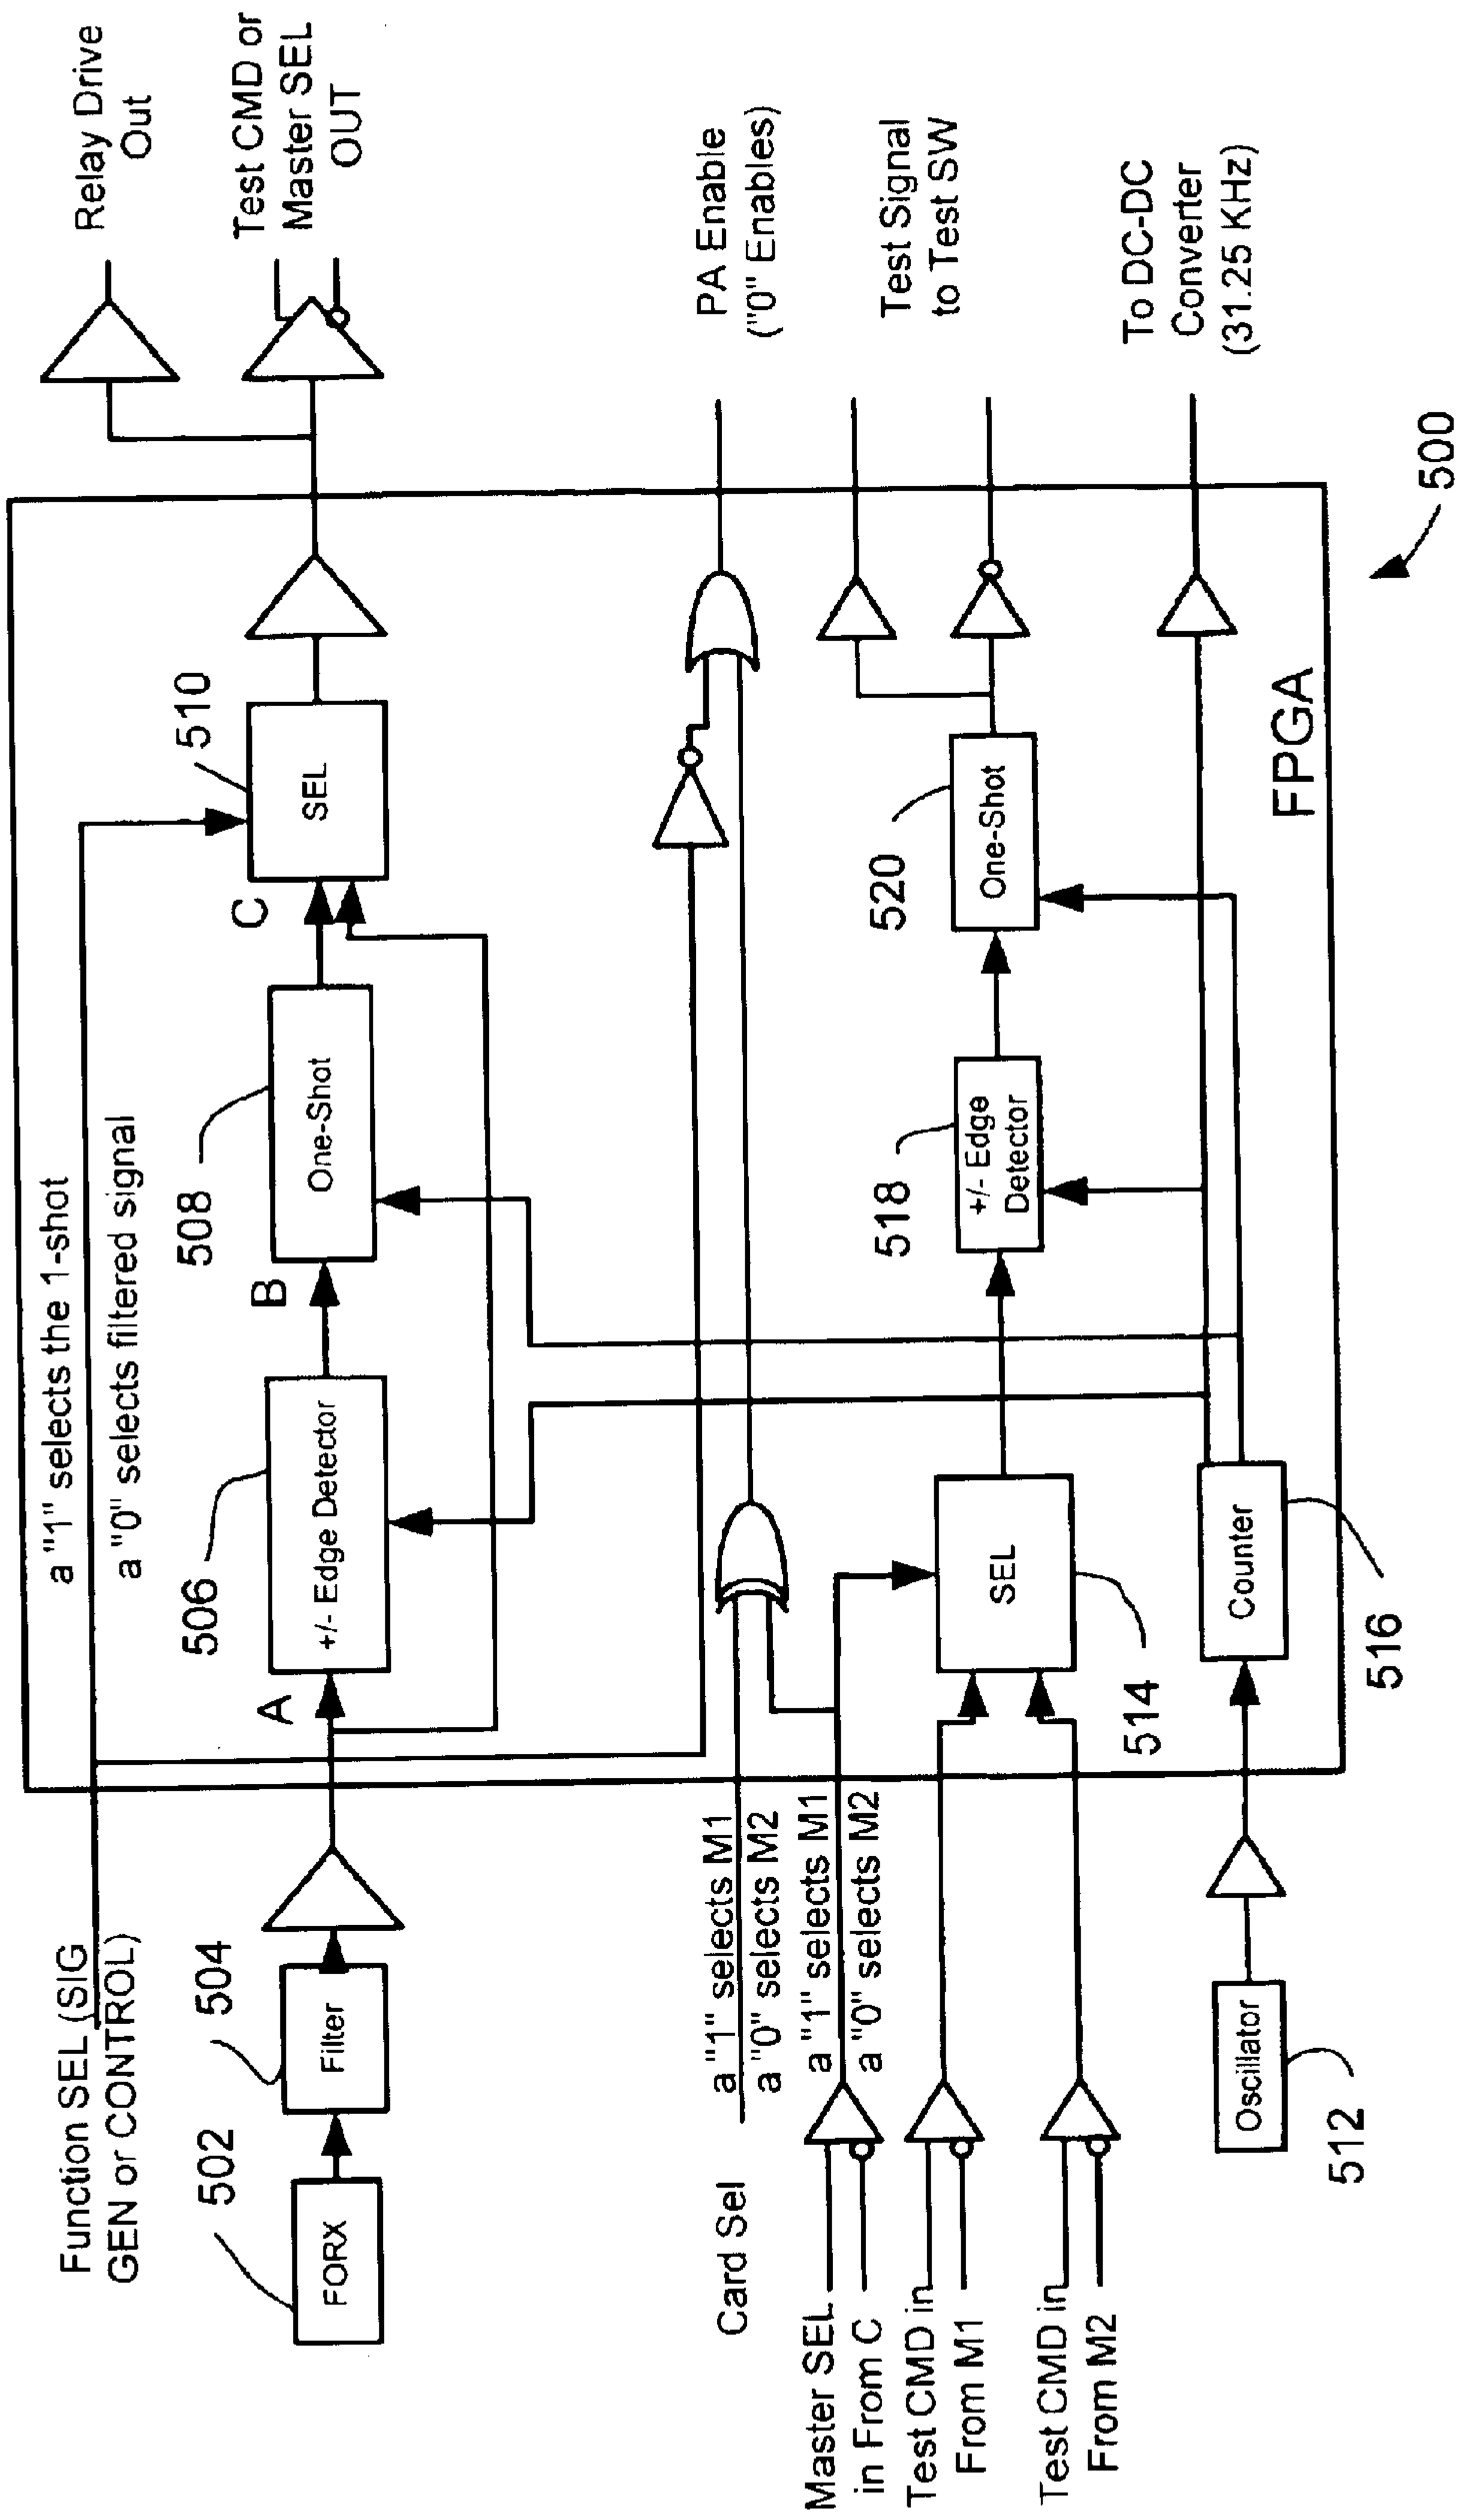 Function SEL (SIG
GEN or CONTROL)
a "1" selects the 1-shot
a "0" selects filtered signal
502
FORX
504
Filter
A
506
+/- Edge Detector
B
508
One-Shot
C
510
SEL
Relay Drive
Out
Test CMD or
Master SEL
OUT
Card Sel
a "1" selects M1
a "0" selects M2
PA Enable
("0" Enables)
Master SEL
in From C
a "1" selects M1
a "0" selects M2
Test CMD in
From M1
Test CMD in
From M2
SEL
514
518
+/- Edge
Detector
520
One-Shot
Test Signal
to Test SW
Oscillator
512
Counter
516
To DC-DC
Converter
(31.25 KHz)
FPGA
500